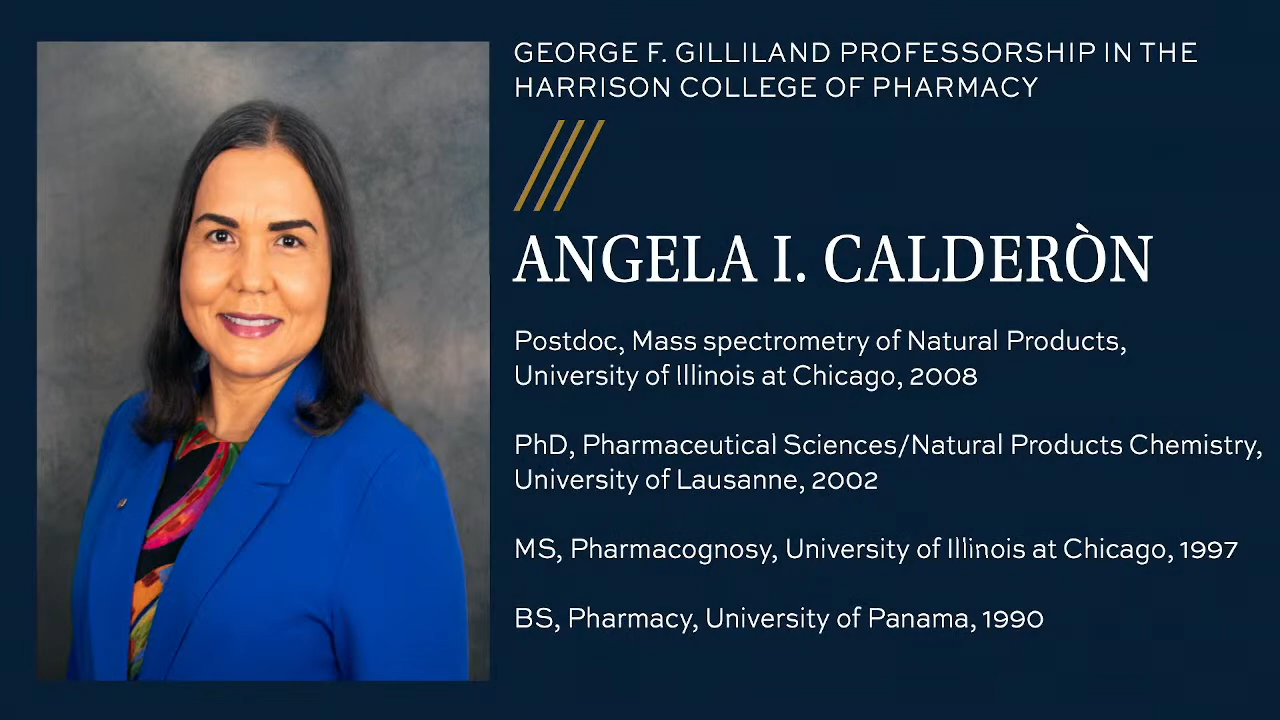 GEORGE F. GILLILAND PROFESSORSHIP IN THE
HARRISON COLLEGE OF PHARMACY
ANGELA I. CALDERÒN
Postdoc, Mass spectrometry of Natural Products,
University of Illinois at Chicago, 2008
PhD, Pharmaceutical Sciences/Natural Products Chemistry,
University of Lausanne, 2002
MS, Pharmacognosy, University of Illinois at Chicago, 1997
BS, Pharmacy, University of Panama, 1990